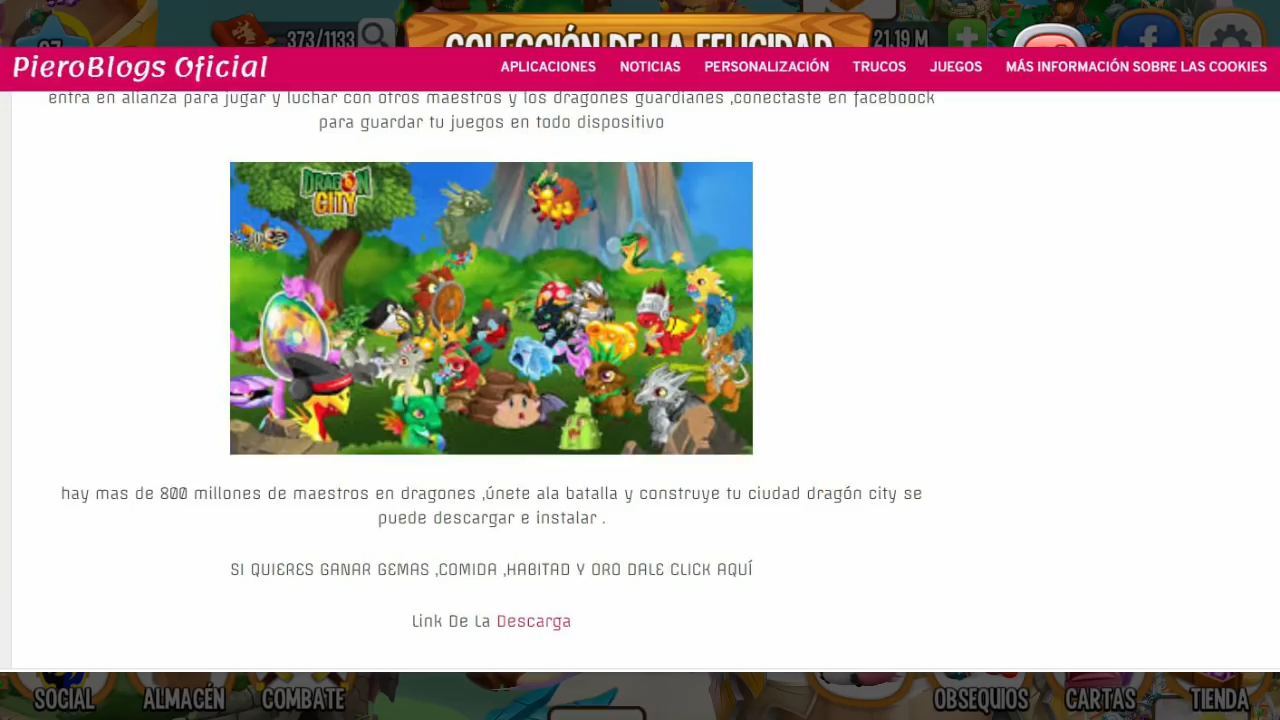 373/1133
COLECCIÓN DE LA FELICIDAD
21.19 M
PieroBlogs Oficial
APLICACIONES
NOTICIAS
PERSONALIZACIÓN
TRUCOS
JUEGOS
MÁS INFORMACIÓN SOBRE LAS COOKIES
entra en alianza para jugar y luchar con otros maestros y los dragones guardianes ,conectaste en faceboock
para guardar tu juegos en todo dispositivo
DRAGON
CITY
hay mas de 800 millones de maestros en dragones ,únete ala batalla y construye tu ciudad dragón city se
puede descargar e instalar .
SI QUIERES GANAR GEMAS ,COMIDA ,HABITAD Y ORO DALE CLICK AQUÍ
Link De La Descarga
SOCIAL
ALMACÉN
COMBATE
OBSEQUIOS
CARTAS
TIENDA